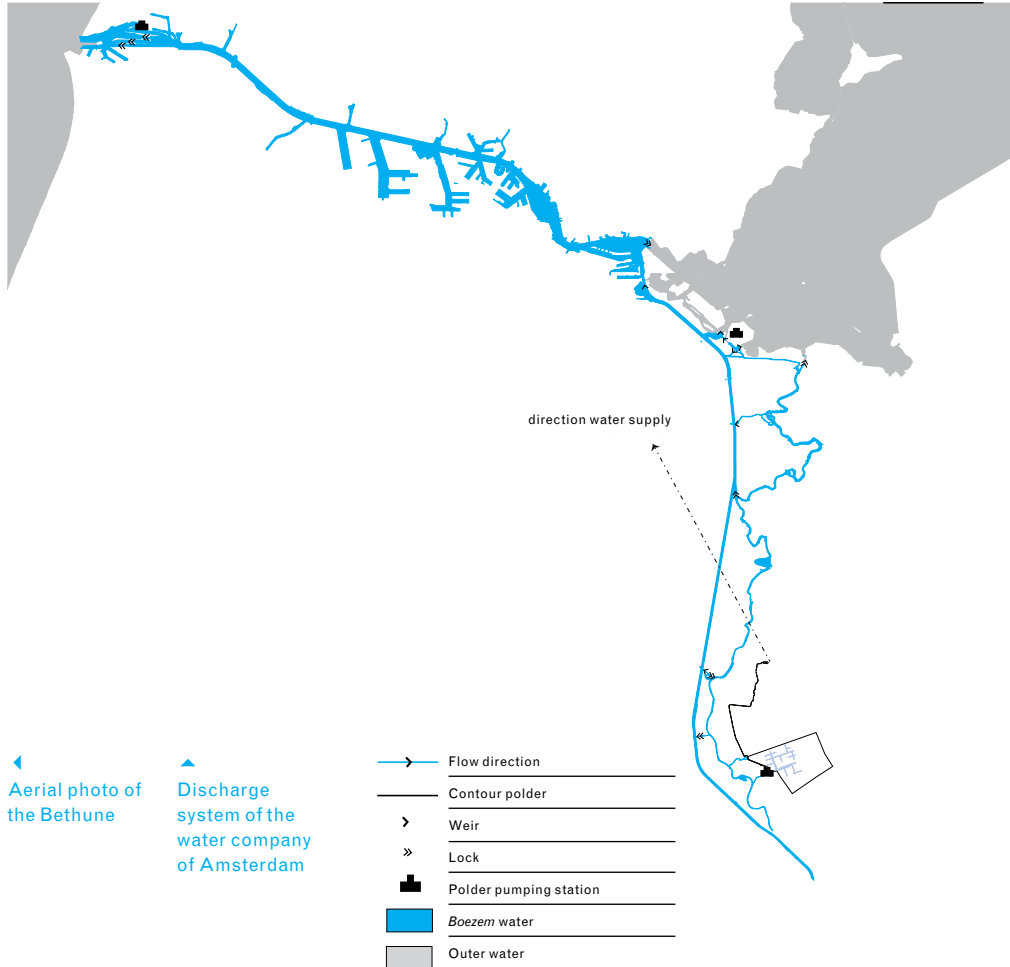 direction water supply
Aerial photo of
the Bethune
Discharge
system of the
water company
of Amsterdam
Flow direction
Contour polder
Weir
Lock
Polder pumping station
Boezem water
Outer water